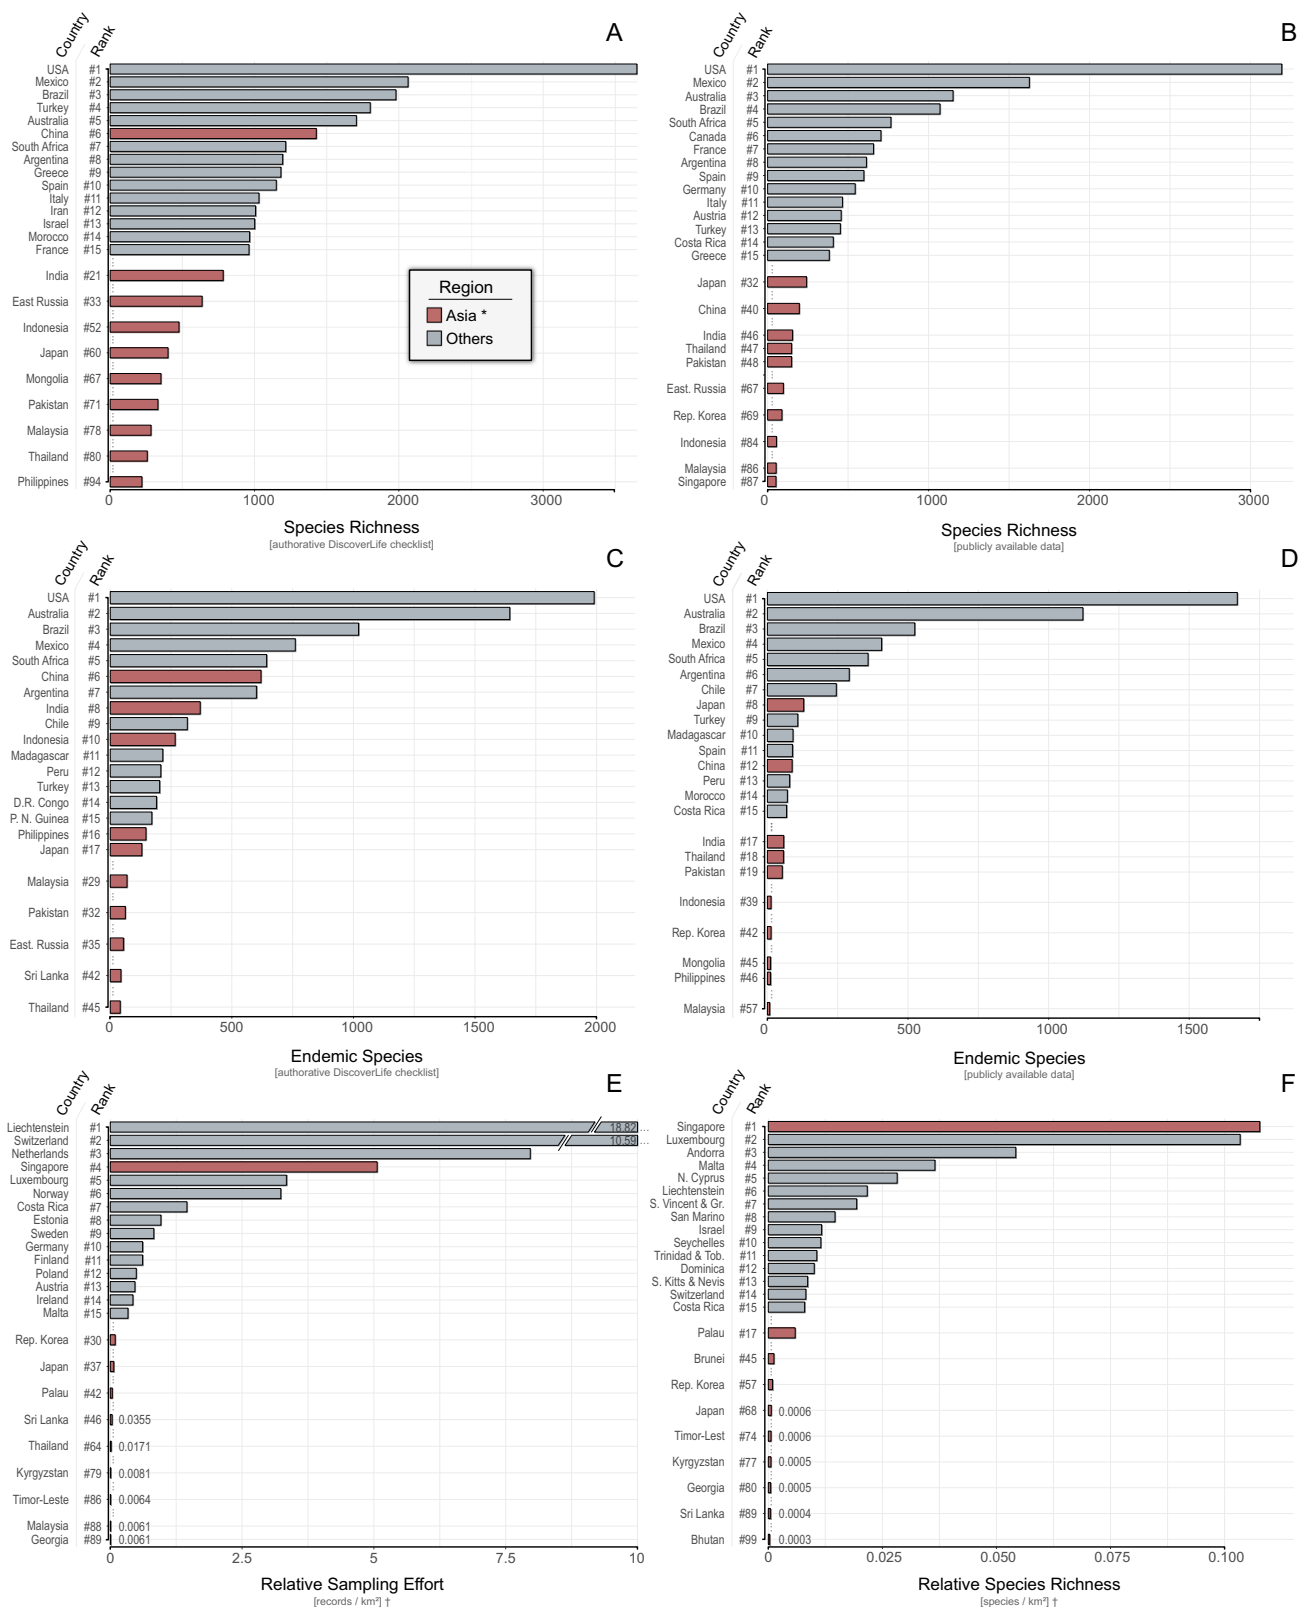 A
Country
Rank
USA #1
Mexico #2
Brazil #3
Turkey #4
Australia #5
China #6
South Africa #7
Argentina #8
Greece #9
Spain #10
Italy #11
Iran #12
Israel #13
Morocco #14
France #15
India #21
East Russia #33
Indonesia #52
Japan #60
Mongolia #67
Pakistan #71
Malaysia #78
Thailand #80
Philippines #94
Region
Asia *
Others
0 1000 2000 3000
Species Richness
[authorative DiscoverLife checklist]
B
Country
Rank
USA #1
Mexico #2
Australia #3
Brazil #4
South Africa #5
Canada #6
France #7
Argentina #8
Spain #9
Germany #10
Italy #11
Austria #12
Turkey #13
Costa Rica #14
Greece #15
Japan #32
China #40
India #46
Thailand #47
Pakistan #48
East. Russia #67
Rep. Korea #69
Indonesia #84
Malaysia #86
Singapore #87
0 1000 2000 3000
Species Richness
[publicly available data]
C
Country
Rank
USA #1
Australia #2
Brazil #3
Mexico #4
South Africa #5
China #6
Argentina #7
India #8
Chile #9
Indonesia #10
Madagascar #11
Peru #12
Turkey #13
D.R. Congo #14
P. N. Guinea #15
Philippines #16
Japan #17
Malaysia #29
Pakistan #32
East. Russia #35
Sri Lanka #42
Thailand #45
0 500 1000 1500 2000
Endemic Species
[authorative DiscoverLife checklist]
D
Country
Rank
USA #1
Australia #2
Brazil #3
Mexico #4
South Africa #5
Argentina #6
Chile #7
Japan #8
Turkey #9
Madagascar #10
Spain #11
China #12
Peru #13
Morocco #14
Costa Rica #15
India #17
Thailand #18
Pakistan #19
Indonesia #39
Rep. Korea #42
Mongolia #45
Philippines #46
Malaysia #57
0 500 1000 1500
Endemic Species
[publicly available data]
E
Country
Rank
Liechtenstein #1 18.82 ...
Switzerland #2 10.59 ...
Netherlands #3
Singapore #4
Luxembourg #5
Norway #6
Costa Rica #7
Estonia #8
Sweden #9
Germany #10
Finland #11
Poland #12
Austria #13
Ireland #14
Malta #15
Rep. Korea #30
Japan #37
Palau #42
Sri Lanka #46 0.0355
Thailand #64 0.0171
Kyrgyzstan #79 0.0081
Timor-Leste #86 0.0064
Malaysia #88 0.0061
Georgia #89 0.0061
0 2.5 5 7.5 10
Relative Sampling Effort
[records / km²] †
F
Country
Rank
Singapore #1
Luxembourg #2
Andorra #3
Malta #4
N. Cyprus #5
Liechtenstein #6
S. Vincent & Gr. #7
San Marino #8
Israel #9
Seychelles #10
Trinidad & Tob. #11
Dominica #12
S. Kitts & Nevis #13
Switzerland #14
Costa Rica #15
Palau #17
Brunei #45
Rep. Korea #57
Japan #68 0.0006
Timor-Lest #74 0.0006
Kyrgyzstan #77 0.0005
Georgia #80 0.0005
Sri Lanka #89 0.0004
Bhutan #99 0.0003
0 0.025 0.050 0.075 0.100
Relative Species Richness
[species / km²] †